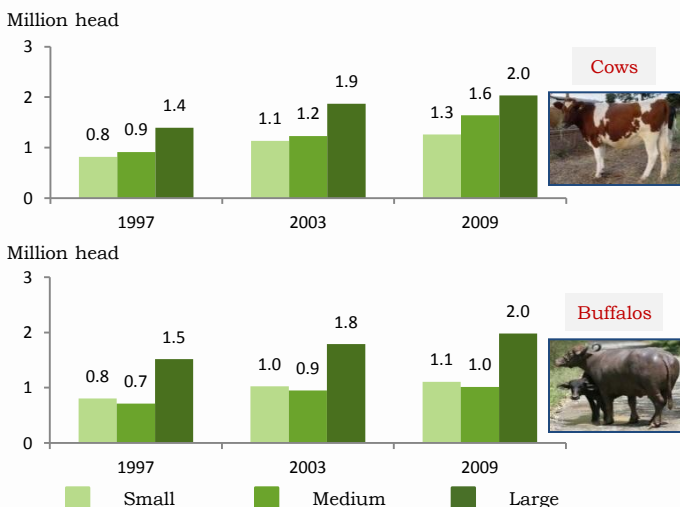 Million head
3
2
1
0
0.8 0.9 1.4
1.1 1.2 1.9
1.3 1.6 2.0
1997 2003 2009
Cows
Million head
3
2
1
0
0.8 0.7 1.5
1.0 0.9 1.8
1.1 1.0 2.0
1997 2003 2009
Buffalos
Small Medium Large